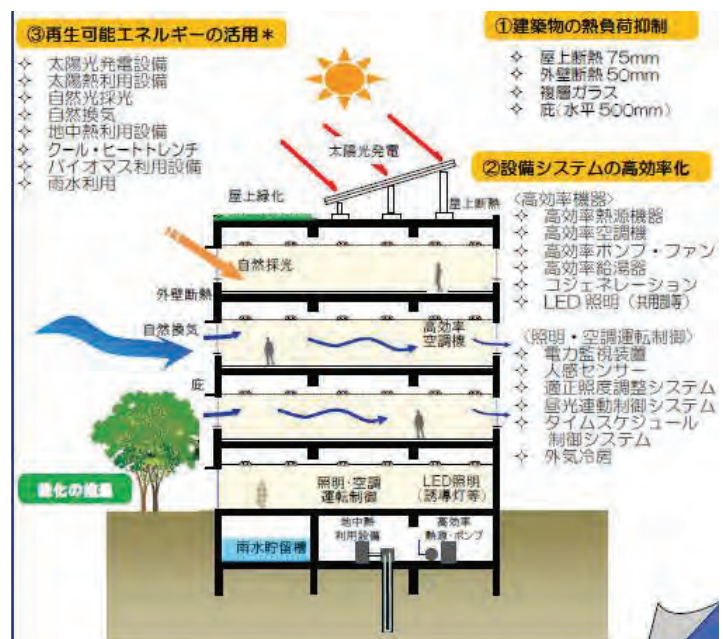 ③再生可能エネルギーの活用＊
✧ 太陽光発電設備
✧ 太陽熱利用設備
✧ 自然光採光
✧ 自然換気
✧ 地中熱利用設備
✧ クール・ヒートトレンチ
✧ バイオマス利用設備
✧ 雨水利用
①建築物の熱負荷抑制
✧ 屋上断熱 75mm
✧ 外壁断熱 50mm
✧ 複層ガラス
✧ 庇(水平 500mm)
②設備システムの高効率化
〈高効率機器〉
✧ 高効率熱源機器
✧ 高効率空調機
✧ 高効率ポンプ・ファン
✧ 高効率給湯器
✧ コジェネレーション
✧ LED 照明（共用部等）
〈照明・空調運転制御〉
✧ 電力監視装置
✧ 人感センサー
✧ 適正照度調整システム
✧ 昼光連動制御システム
✧ タイムスケジュール
制御システム
✧ 外気冷房
太陽光発電
屋上緑化
屋上断熱
自然採光
外壁断熱
自然換気
高効率
空調機
庇
照明・空調
運転制御
LED照明
(誘導灯等)
緑化の推進
雨水貯留槽
地中熱
利用設備
高効率
熱源・ポンプ